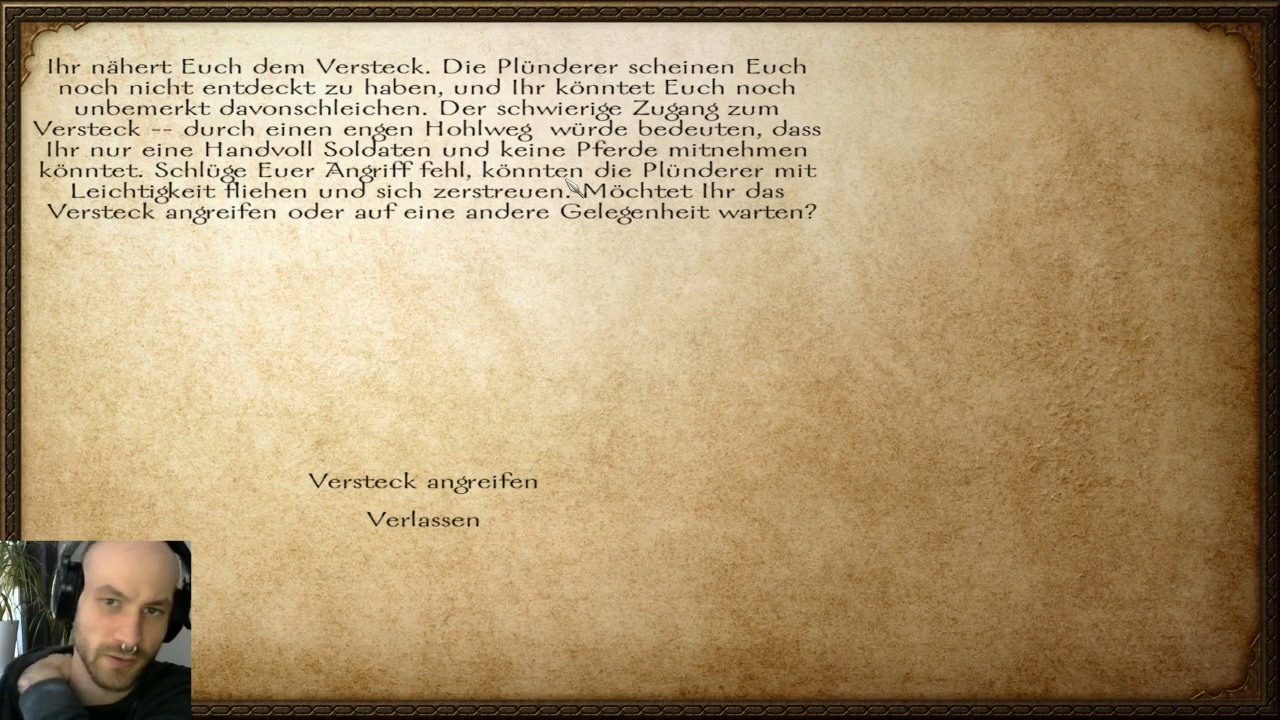 Ihr nähert Euch dem Versteck. Die Plünderer scheinen Euch
noch nicht entdeckt zu haben, und Ihr könntet Euch noch
unbemerkt davonschleichen. Der schwierige Zugang zum
Versteck -- durch einen engen Hohlweg würde bedeuten, dass
Ihr nur eine Handvoll Soldaten und keine Pferde mitnehmen
könntet. Schlüge Euer Angriff fehl, könnten die Plünderer mit
Leichtigkeit fliehen und sich zerstreuen. Möchtet Ihr das
Versteck angreifen oder auf eine andere Gelegenheit warten?
Versteck angreifen
Verlassen